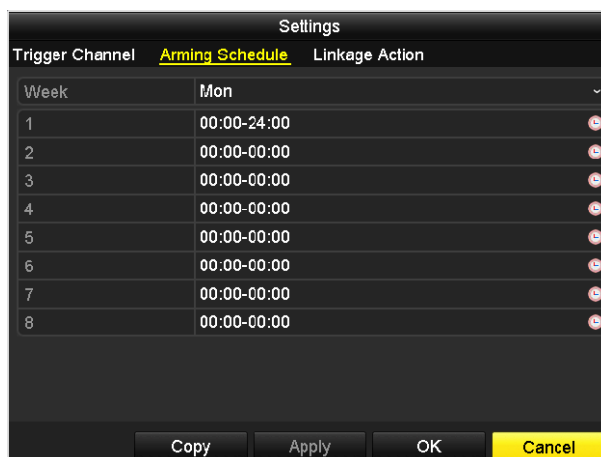 Settings
Trigger Channel Arming Schedule Linkage Action
Week Mon
1 00:00-24:00
2 00:00-00:00
3 00:00-00:00
4 00:00-00:00
5 00:00-00:00
6 00:00-00:00
7 00:00-00:00
8 00:00-00:00
Copy Apply OK Cancel